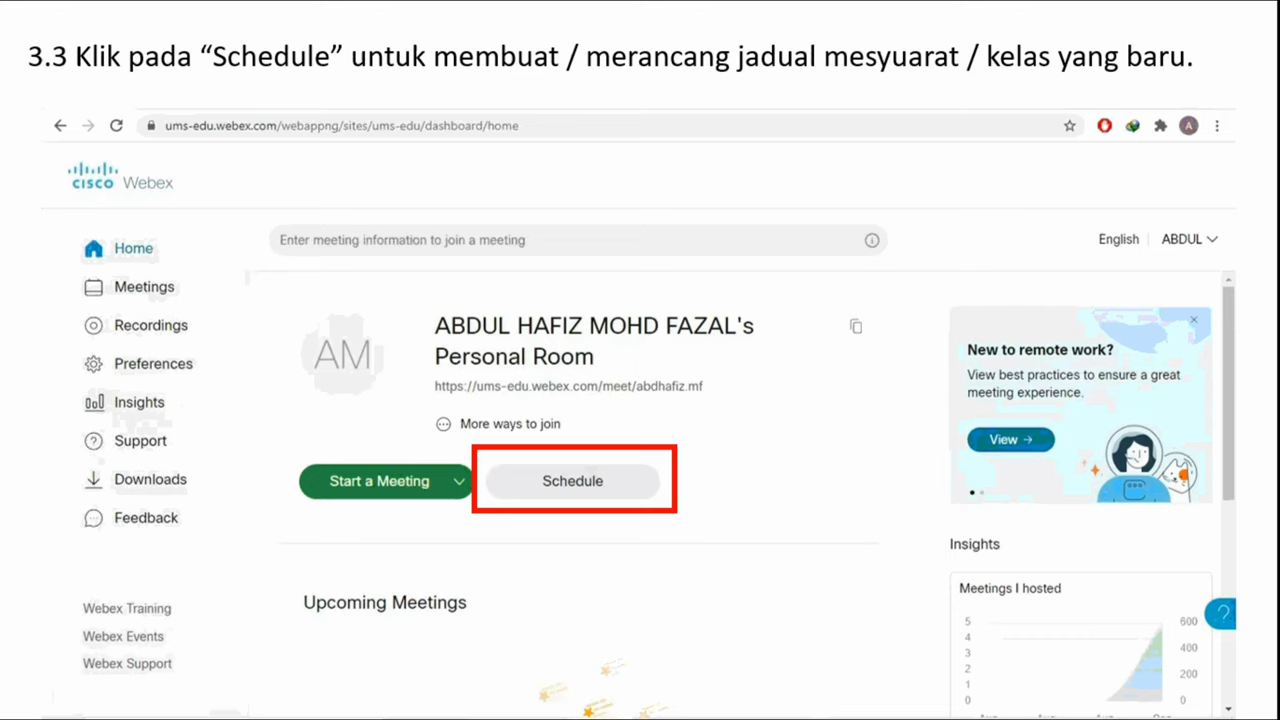 3.3 Klik pada “Schedule” untuk membuat / merancang jadual mesyuarat / kelas yang baru.
ums-edu.webex.com/webappng/sites/ums-edu/dashboard/home
A
CISCO Webex
Enter meeting information to join a meeting
English
ABDUL
Home
Meetings
Recordings
Preferences
Insights
Support
Downloads
Feedback
Webex Training
Webex Events
Webex Support
AM
ABDUL HAFIZ MOHD FAZAL's
Personal Room
https://ums-edu.webex.com/meet/abdhafiz.mf
More ways to join
Start a Meeting
Schedule
Upcoming Meetings
New to remote work?
View best practices to ensure a great
meeting experience.
View →
Insights
Meetings I hosted
5 600
4
3 400
2 200
1
0 0
?